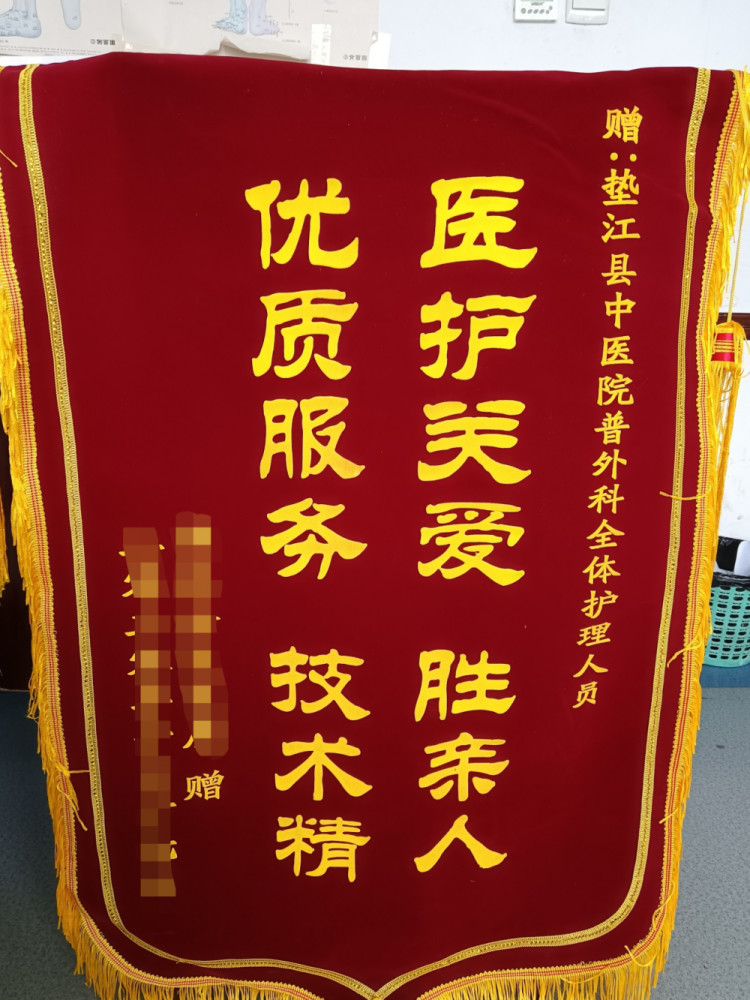 赠:垫江县中医院普外科全体护理人员
医护关爱 胜亲人
优质服务 技术精
赠